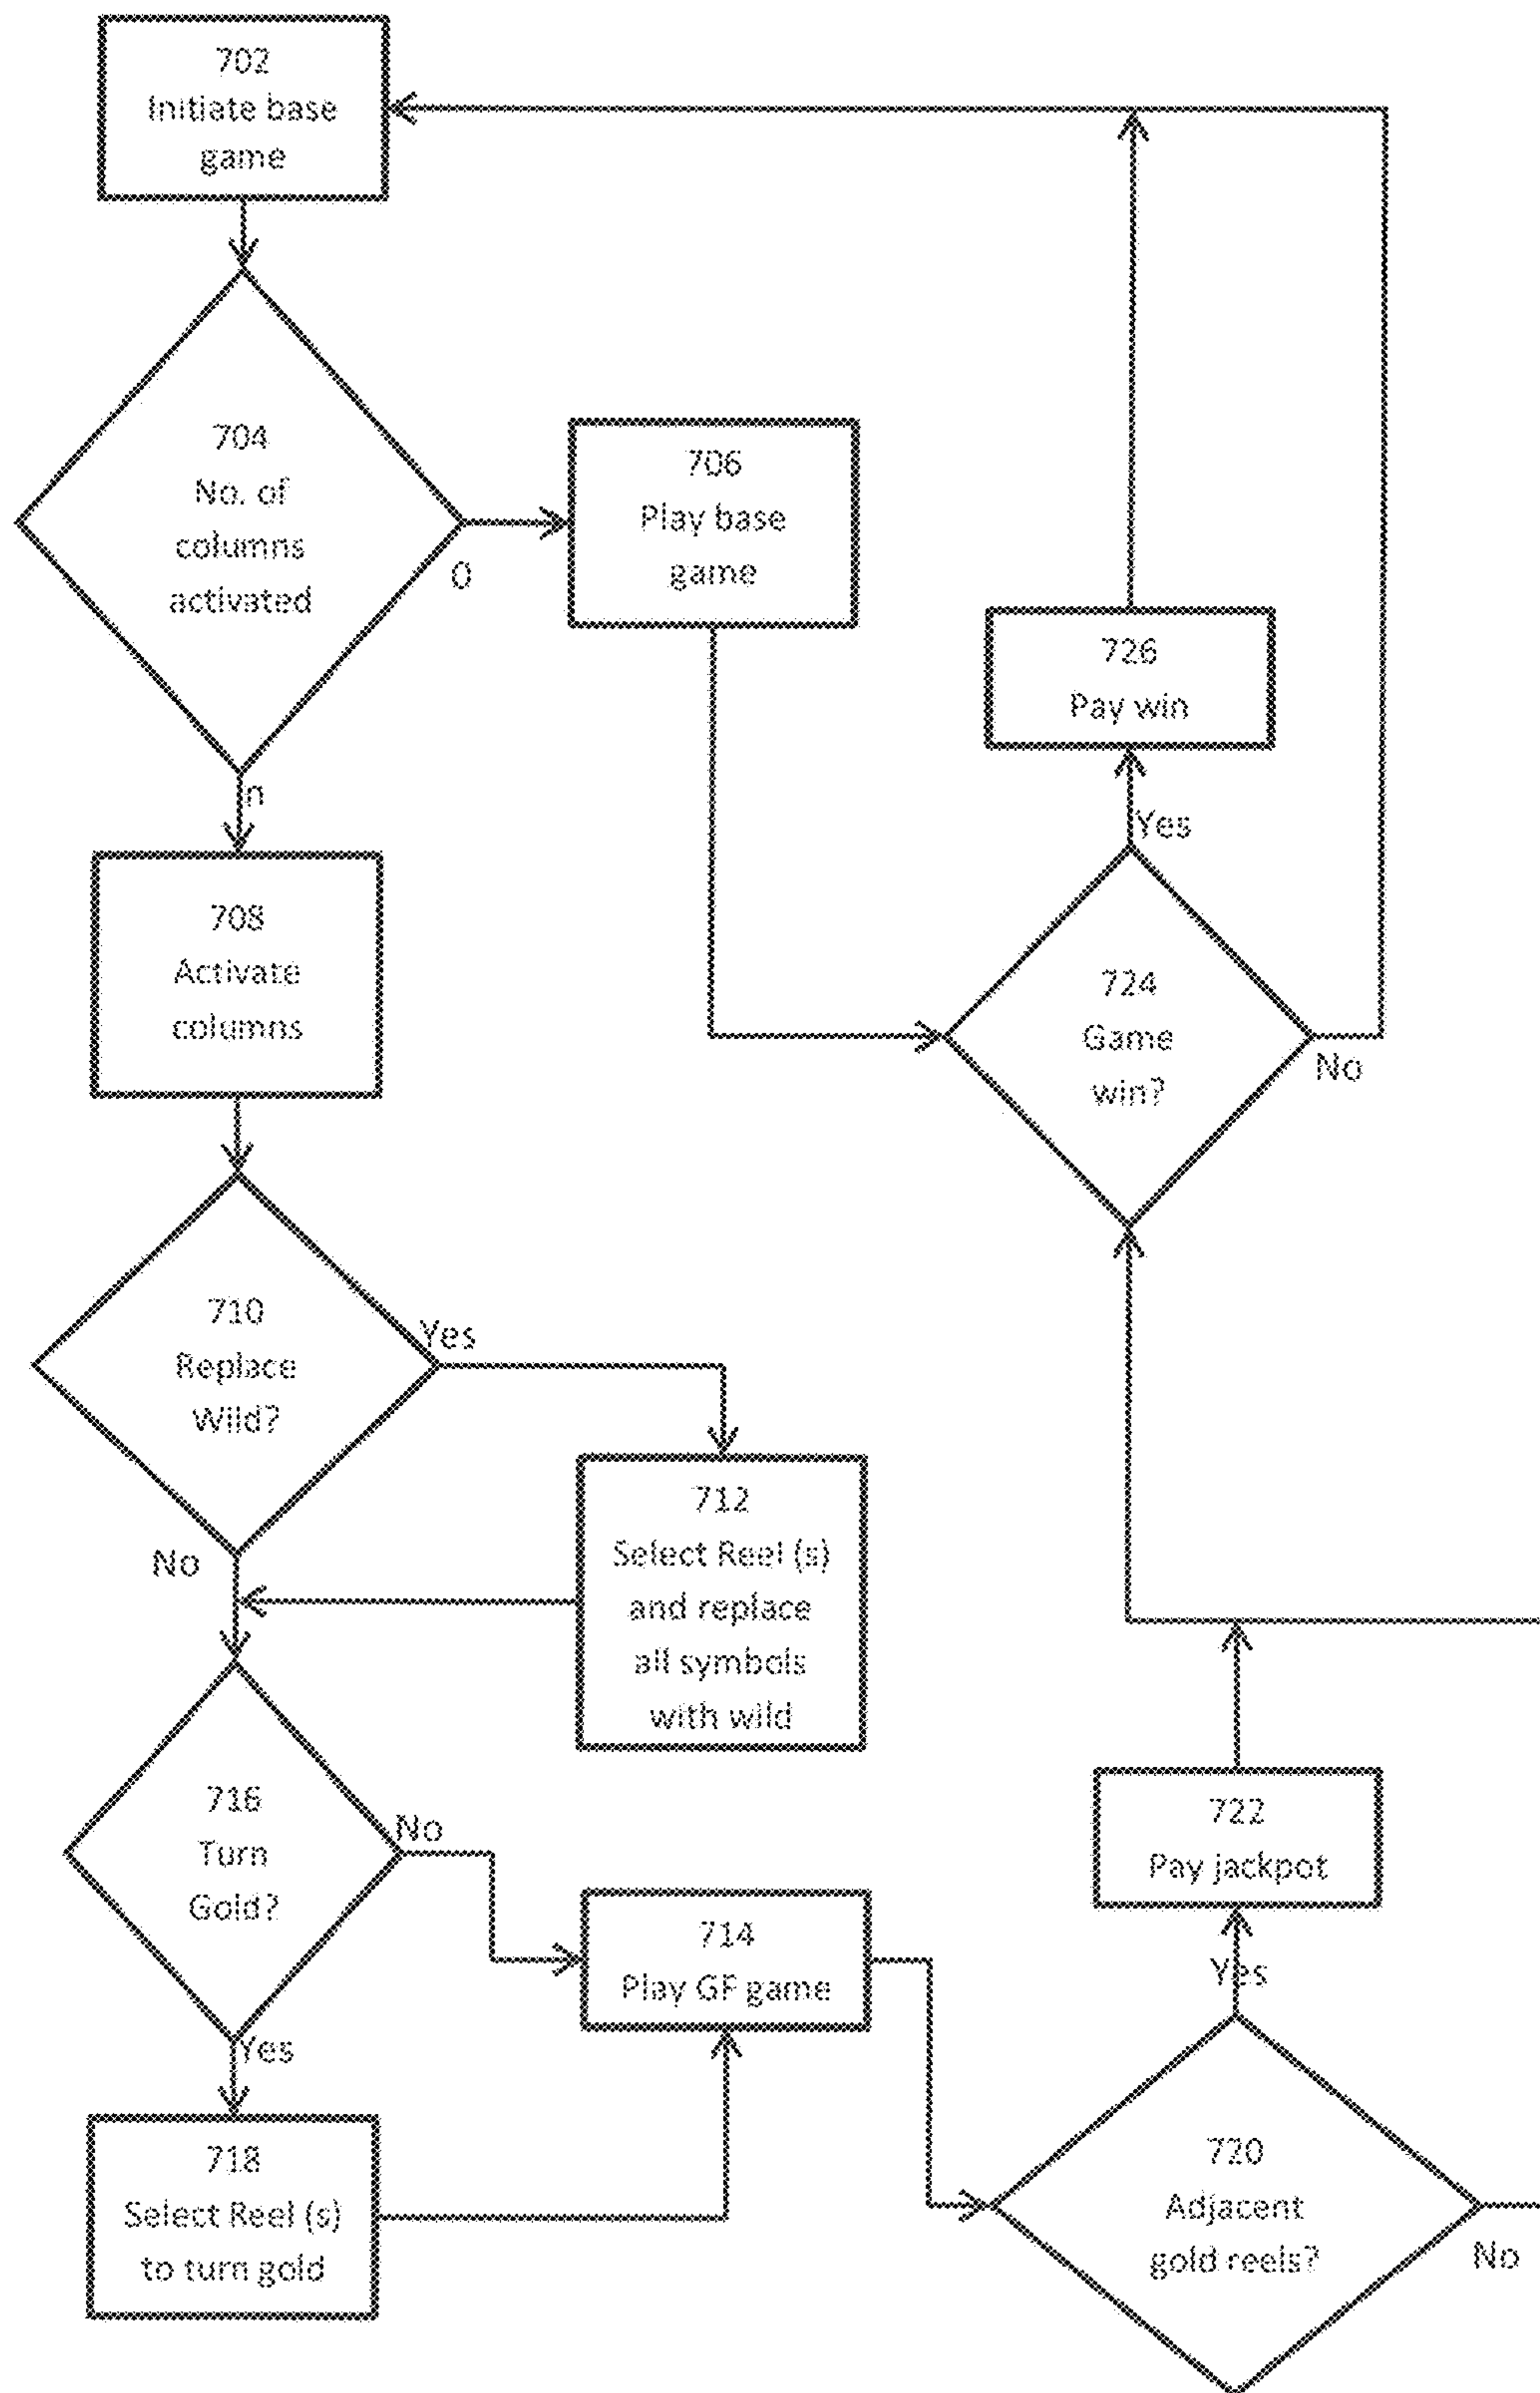 702
Initiate base
game
704
No. of
columns
activated
0
706
Play base
game
726
Pay win
n
Yes
708
Activate
columns
724
Game
win?
No
710
Replace
Wild?
Yes
No
712
Select Reel (s)
and replace
all symbols
with wild
716
Turn
Gold?
No
722
Pay jackpot
714
Play GF game
Yes
Yes
718
Select Reel (s)
to turn gold
720
Adjacent
gold reels?
No